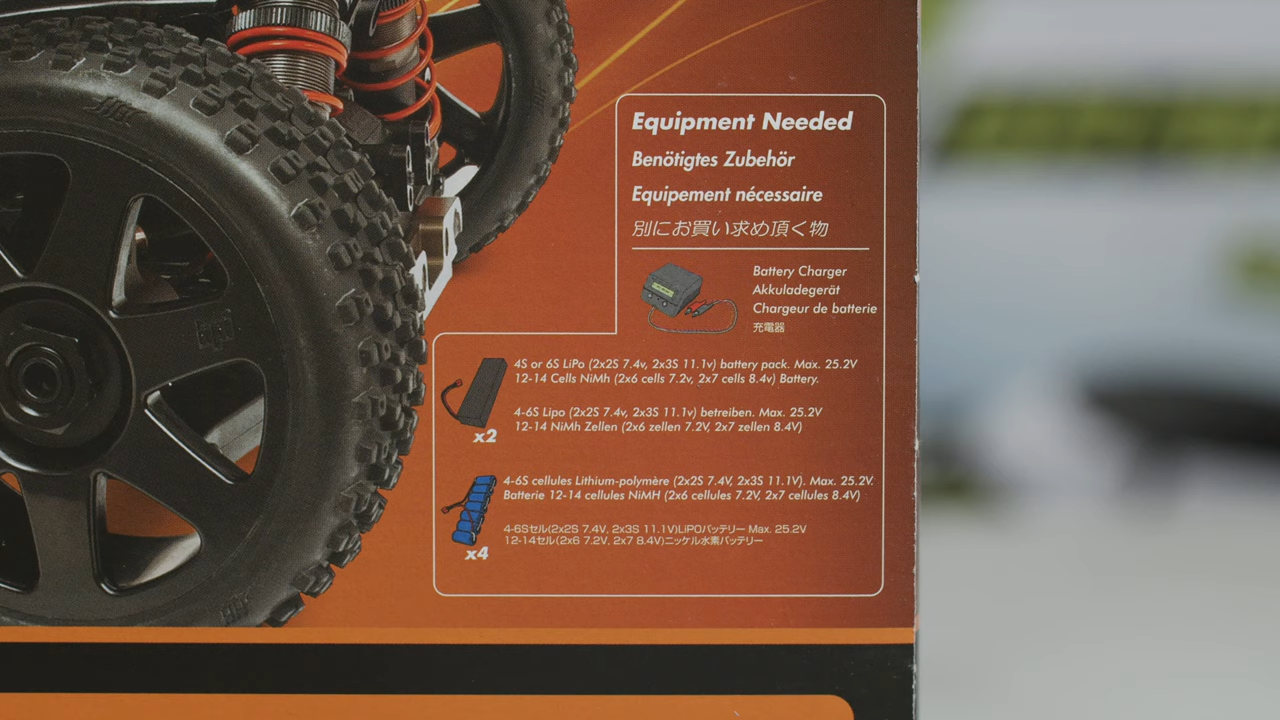 Equipment Needed
Benötigtes Zubehör
Equipement nécessaire
別にお買い求め頂く物
Battery Charger
Akkuladegerät
Chargeur de batterie
充電器
4S or 6S LiPo (2x2S 7.4v, 2x3S 11.1v) battery pack. Max. 25.2V
12-14 Cells NiMh (2x6 cells 7.2v, 2x7 cells 8.4v) Battery.
4-6S Lipo (2x2S 7.4v, 2x3S 11.1v) betreiben. Max. 25.2V
12-14 NiMh Zellen (2x6 zellen 7.2V, 2x7 zellen 8.4V)
x2
4-6S cellules Lithium-polymère (2x2S 7.4V, 2x3S 11.1V). Max. 25.2V.
Batterie 12-14 cellules NiMH (2x6 cellules 7.2V, 2x7 cellules 8.4V)
4-6Sセル(2x2S 7.4V, 2x3S 11.1V)LiPOバッテリー Max. 25.2V
12-14セル(2x6 7.2V, 2x7 8.4V)ニッケル水素バッテリー
x4